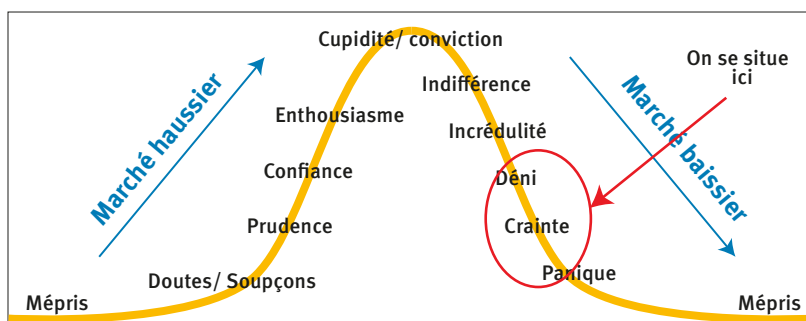 Cupidité/ conviction
On se situe
ici
Indifférence
Marché haussier
Marché baissier
Enthousiasme
Incrédulité
Confiance
Déni
Prudence
Crainte
Doutes/ Soupçons
Panique
Mépris
Mépris